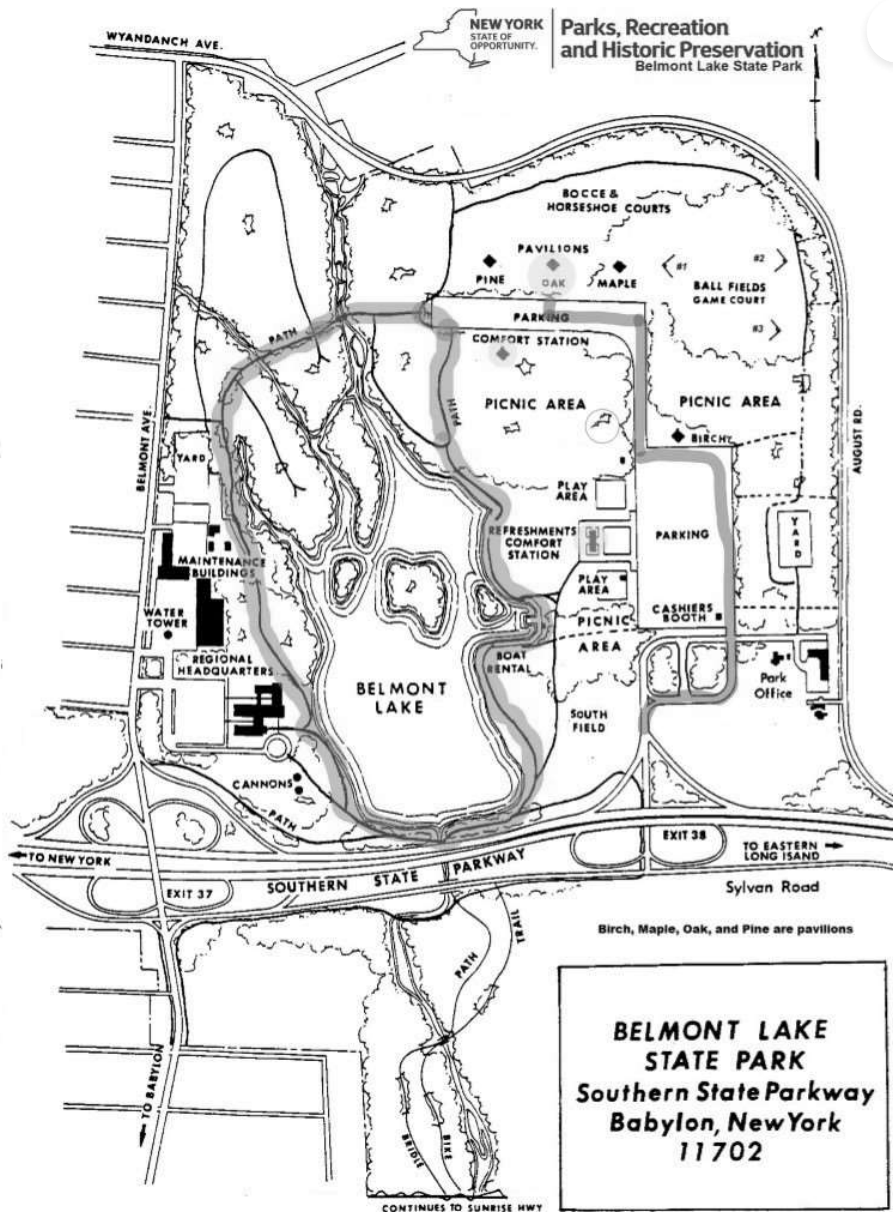 WYANDANCH AVE.
NEW YORK
STATE OF
OPPORTUNITY.
Parks, Recreation
and Historic Preservation
Belmont Lake State Park
N
BOCCE &
HORSESHOE COURTS
PAVILIONS
PINE
OAK
MAPLE
#1
#2
BALL FIELDS
GAME COURT
#3
PARKING
COMFORT STATION
PATH
PATH
PICNIC AREA
PICNIC AREA
BIRCHY
BELMONT AVE.
AUGUST RD.
YARD
PLAY
AREA
REFRESHMENTS
COMFORT
STATION
PARKING
YARD
MAINTENANCE
BUILDINGS
PLAY
AREA
WATER
TOWER
CASHIERS
BOOTH
PICNIC
AREA
REGIONAL
HEADQUARTERS
BOAT
RENTAL
BELMONT
LAKE
Park
Office
SOUTH
FIELD
CANNONS
PATH
TO NEW YORK
EXIT 37
SOUTHERN STATE PARKWAY
EXIT 38
TO EASTERN
LONG ISAND
Sylvan Road
TRAIL
PATH
Birch, Maple, Oak, and Pine are pavilions
TO BABYLON
BRIDLE
BIKE
CONTINUES TO SUNRISE HWY
BELMONT LAKE
STATE PARK
Southern State Parkway
Babylon, New York
11702